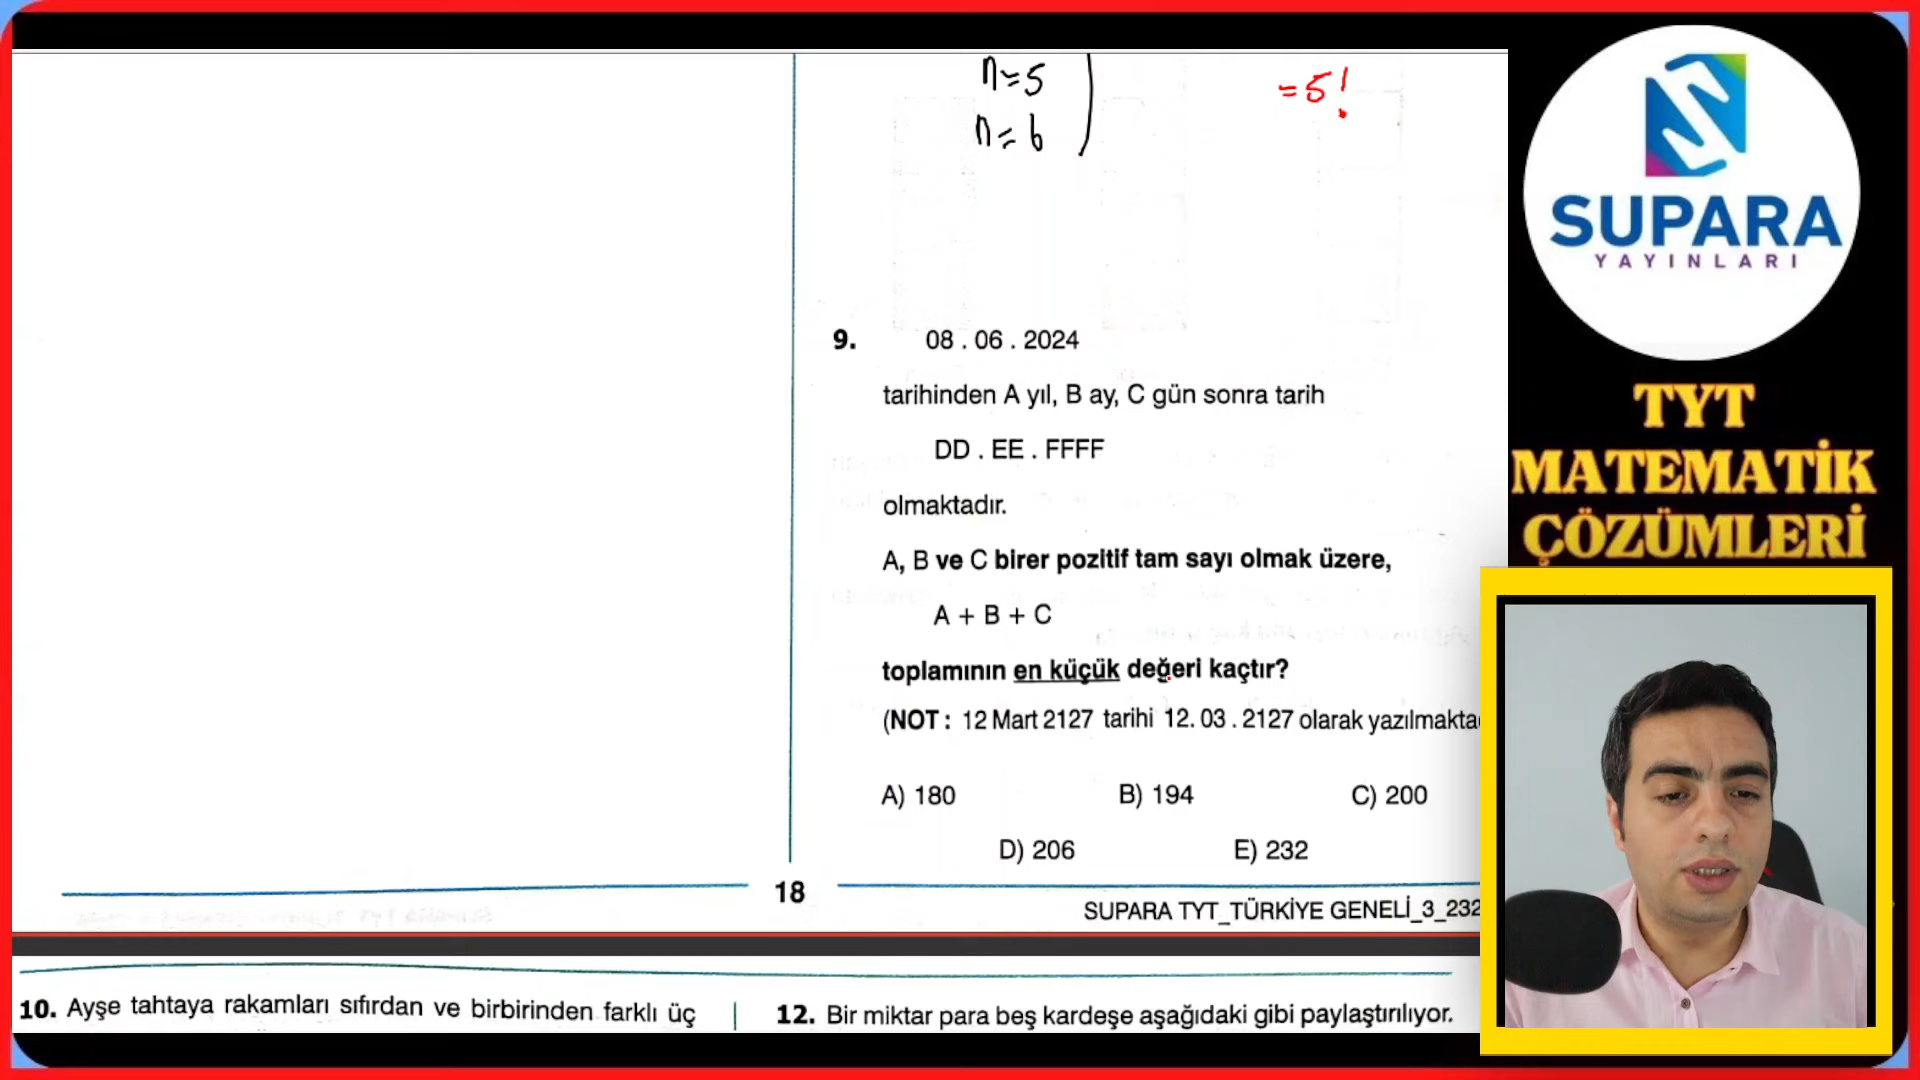 n=5
n=6
=5!
9. 08 . 06 . 2024
tarihinden A yıl, B ay, C gün sonra tarih
DD . EE . FFFF
olmaktadır.
A, B ve C birer pozitif tam sayı olmak üzere,
A + B + C
toplamının en küçük değeri kaçtır?
(NOT : 12 Mart 2127 tarihi 12. 03 . 2127 olarak
A) 180 B) 194 C) 200
D) 206 E) 232
18
SUPARA TYT_TÜRKİYE GENELİ_3_232
10. Ayşe tahtaya rakamları sıfırdan ve birbirinden farklı üç
12. Bir miktar para beş kardeşe aşağıdaki gibi paylaştırılıyor.
SUPARA
YAYINLARI
TYT
MATEMATİK
ÇÖZÜMLERİ